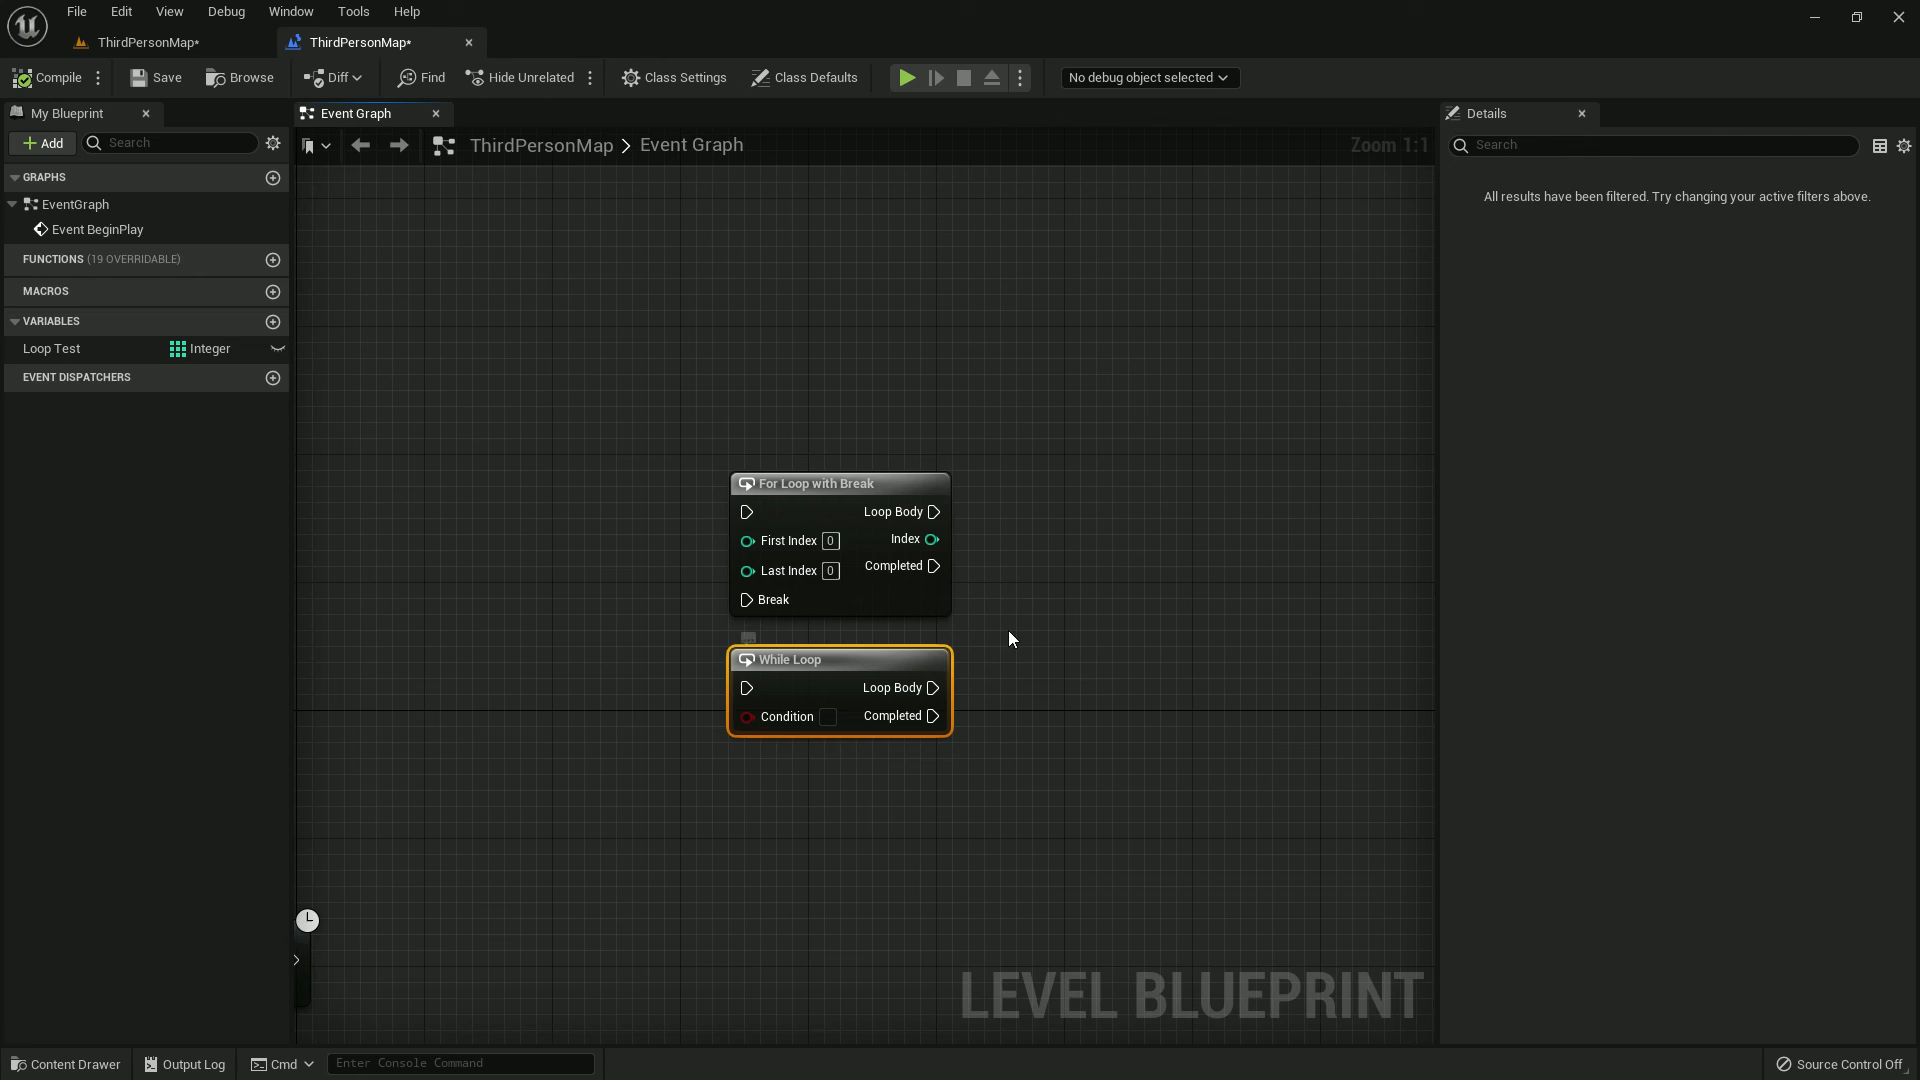 File Edit View Debug Window Tools Help
ThirdPersonMap* ThirdPersonMap*
Compile Save Browse Diff Find Hide Unrelated Class Settings Class Defaults No debug object selected
My Blueprint Event Graph Details
Add Search ThirdPersonMap > Event Graph Zoom 1:1 Search
GRAPHS
All results have been filtered. Try changing your active filters above.
EventGraph
Event BeginPlay
FUNCTIONS (19 OVERRIDABLE)
MACROS
VARIABLES
Loop Test Integer
EVENT DISPATCHERS
For Loop with Break
Loop Body
First Index 0 Index
Last Index 0 Completed
Break
While Loop
Loop Body
Condition Completed
LEVEL BLUEPRINT
Content Drawer Output Log Cmd Enter Console Command Source Control Off